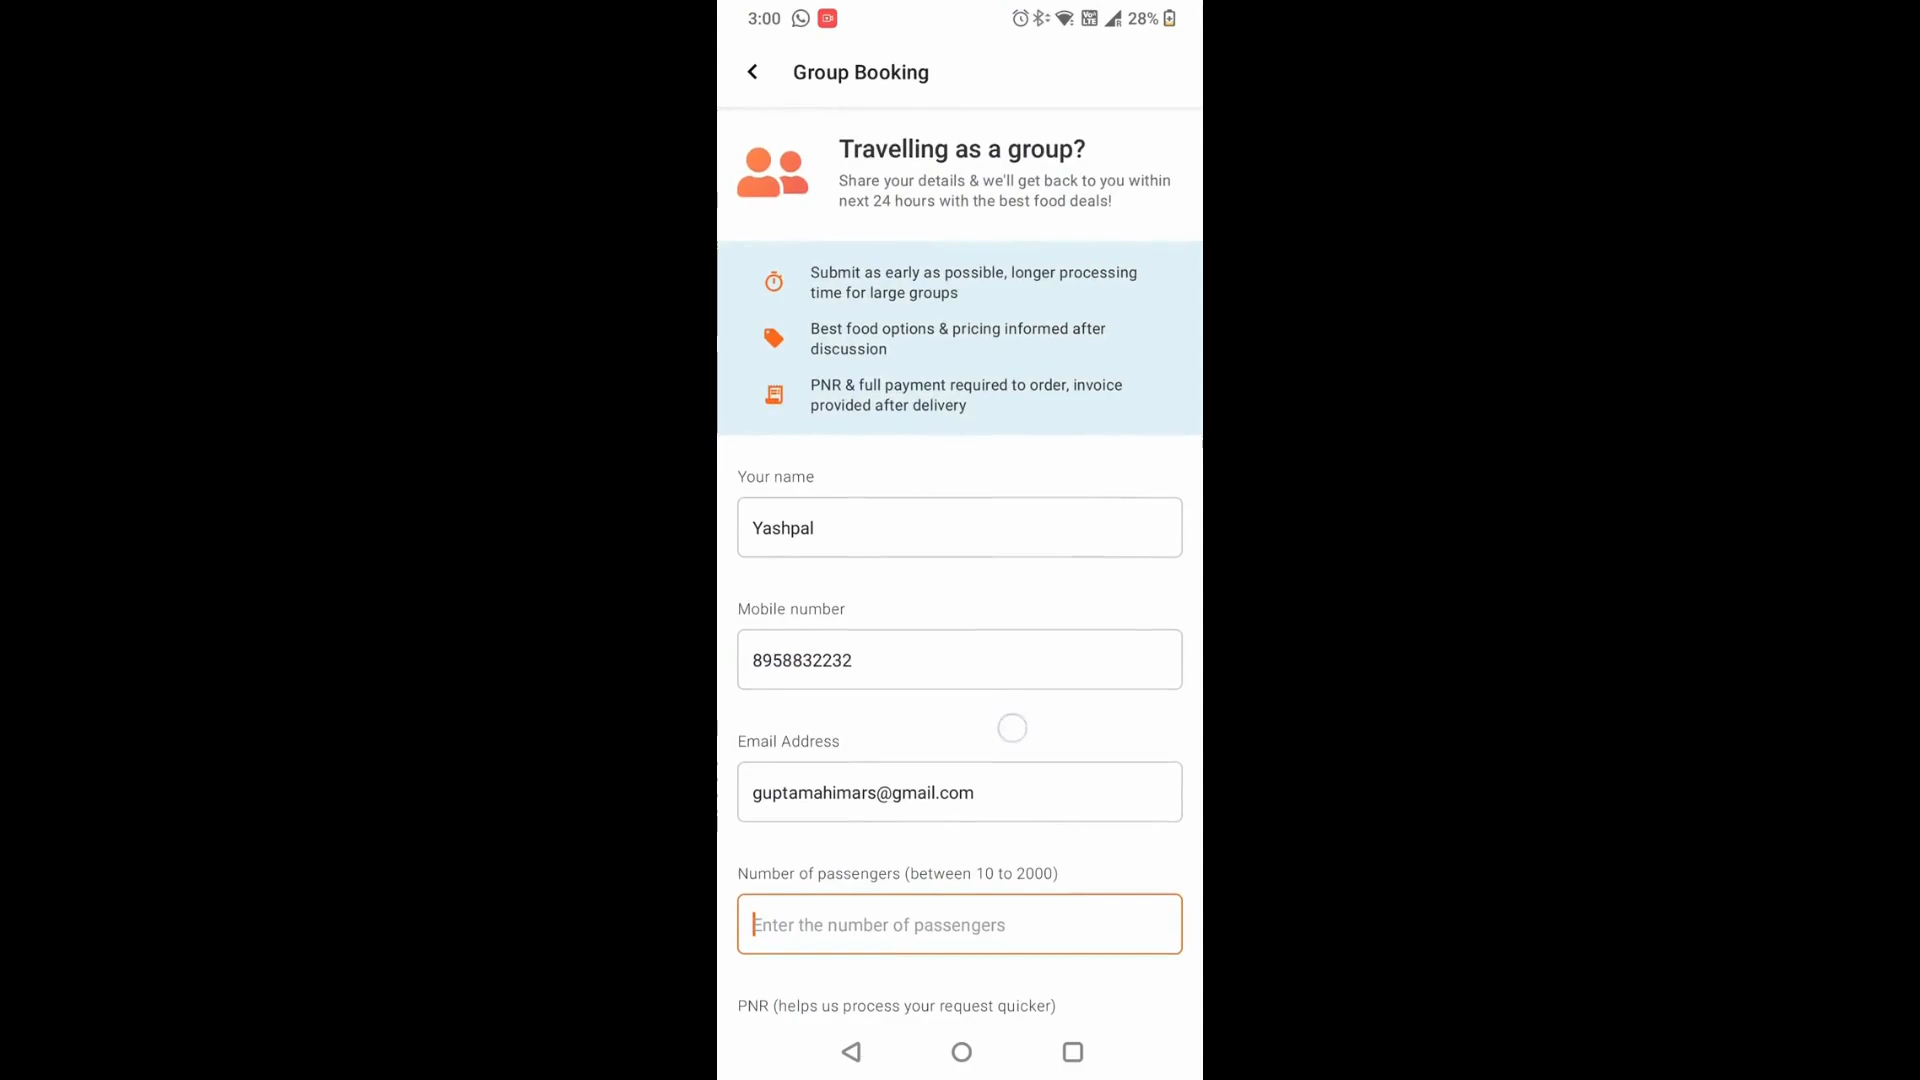 3:00
28%
Group Booking
Travelling as a group?
Share your details & we'll get back to you within
next 24 hours with the best food deals!
Submit as early as possible, longer processing
time for large groups
Best food options & pricing informed after
discussion
PNR & full payment required to order, invoice
provided after delivery
Your name
Yashpal
Mobile number
8958832232
Email Address
guptamahimars@gmail.com
Number of passengers (between 10 to 2000)
Enter the number of passengers
PNR (helps us process your request quicker)